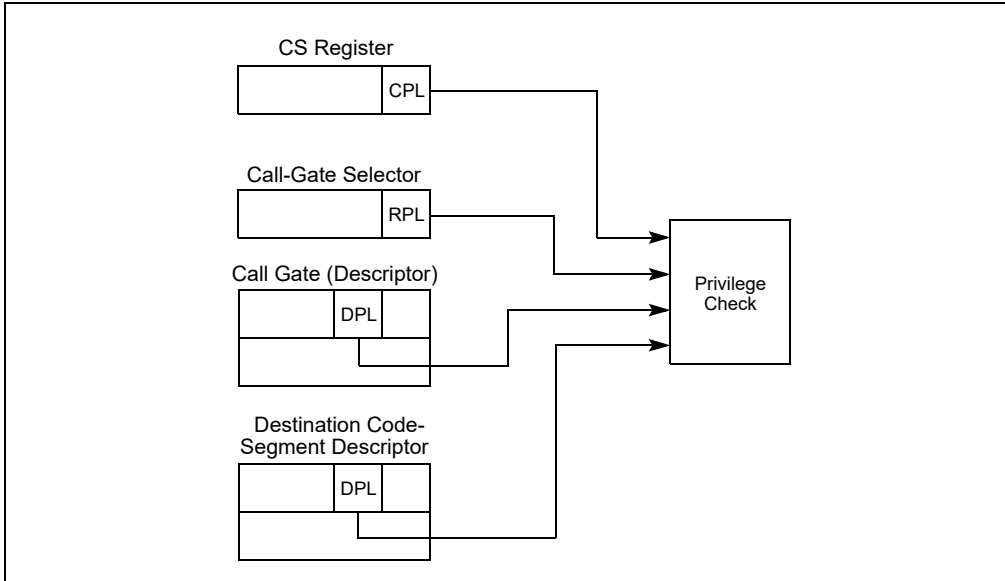 CS Register
CPL
Call-Gate Selector
RPL
Call Gate (Descriptor)
DPL
Privilege
Check
Destination Code-
Segment Descriptor
DPL